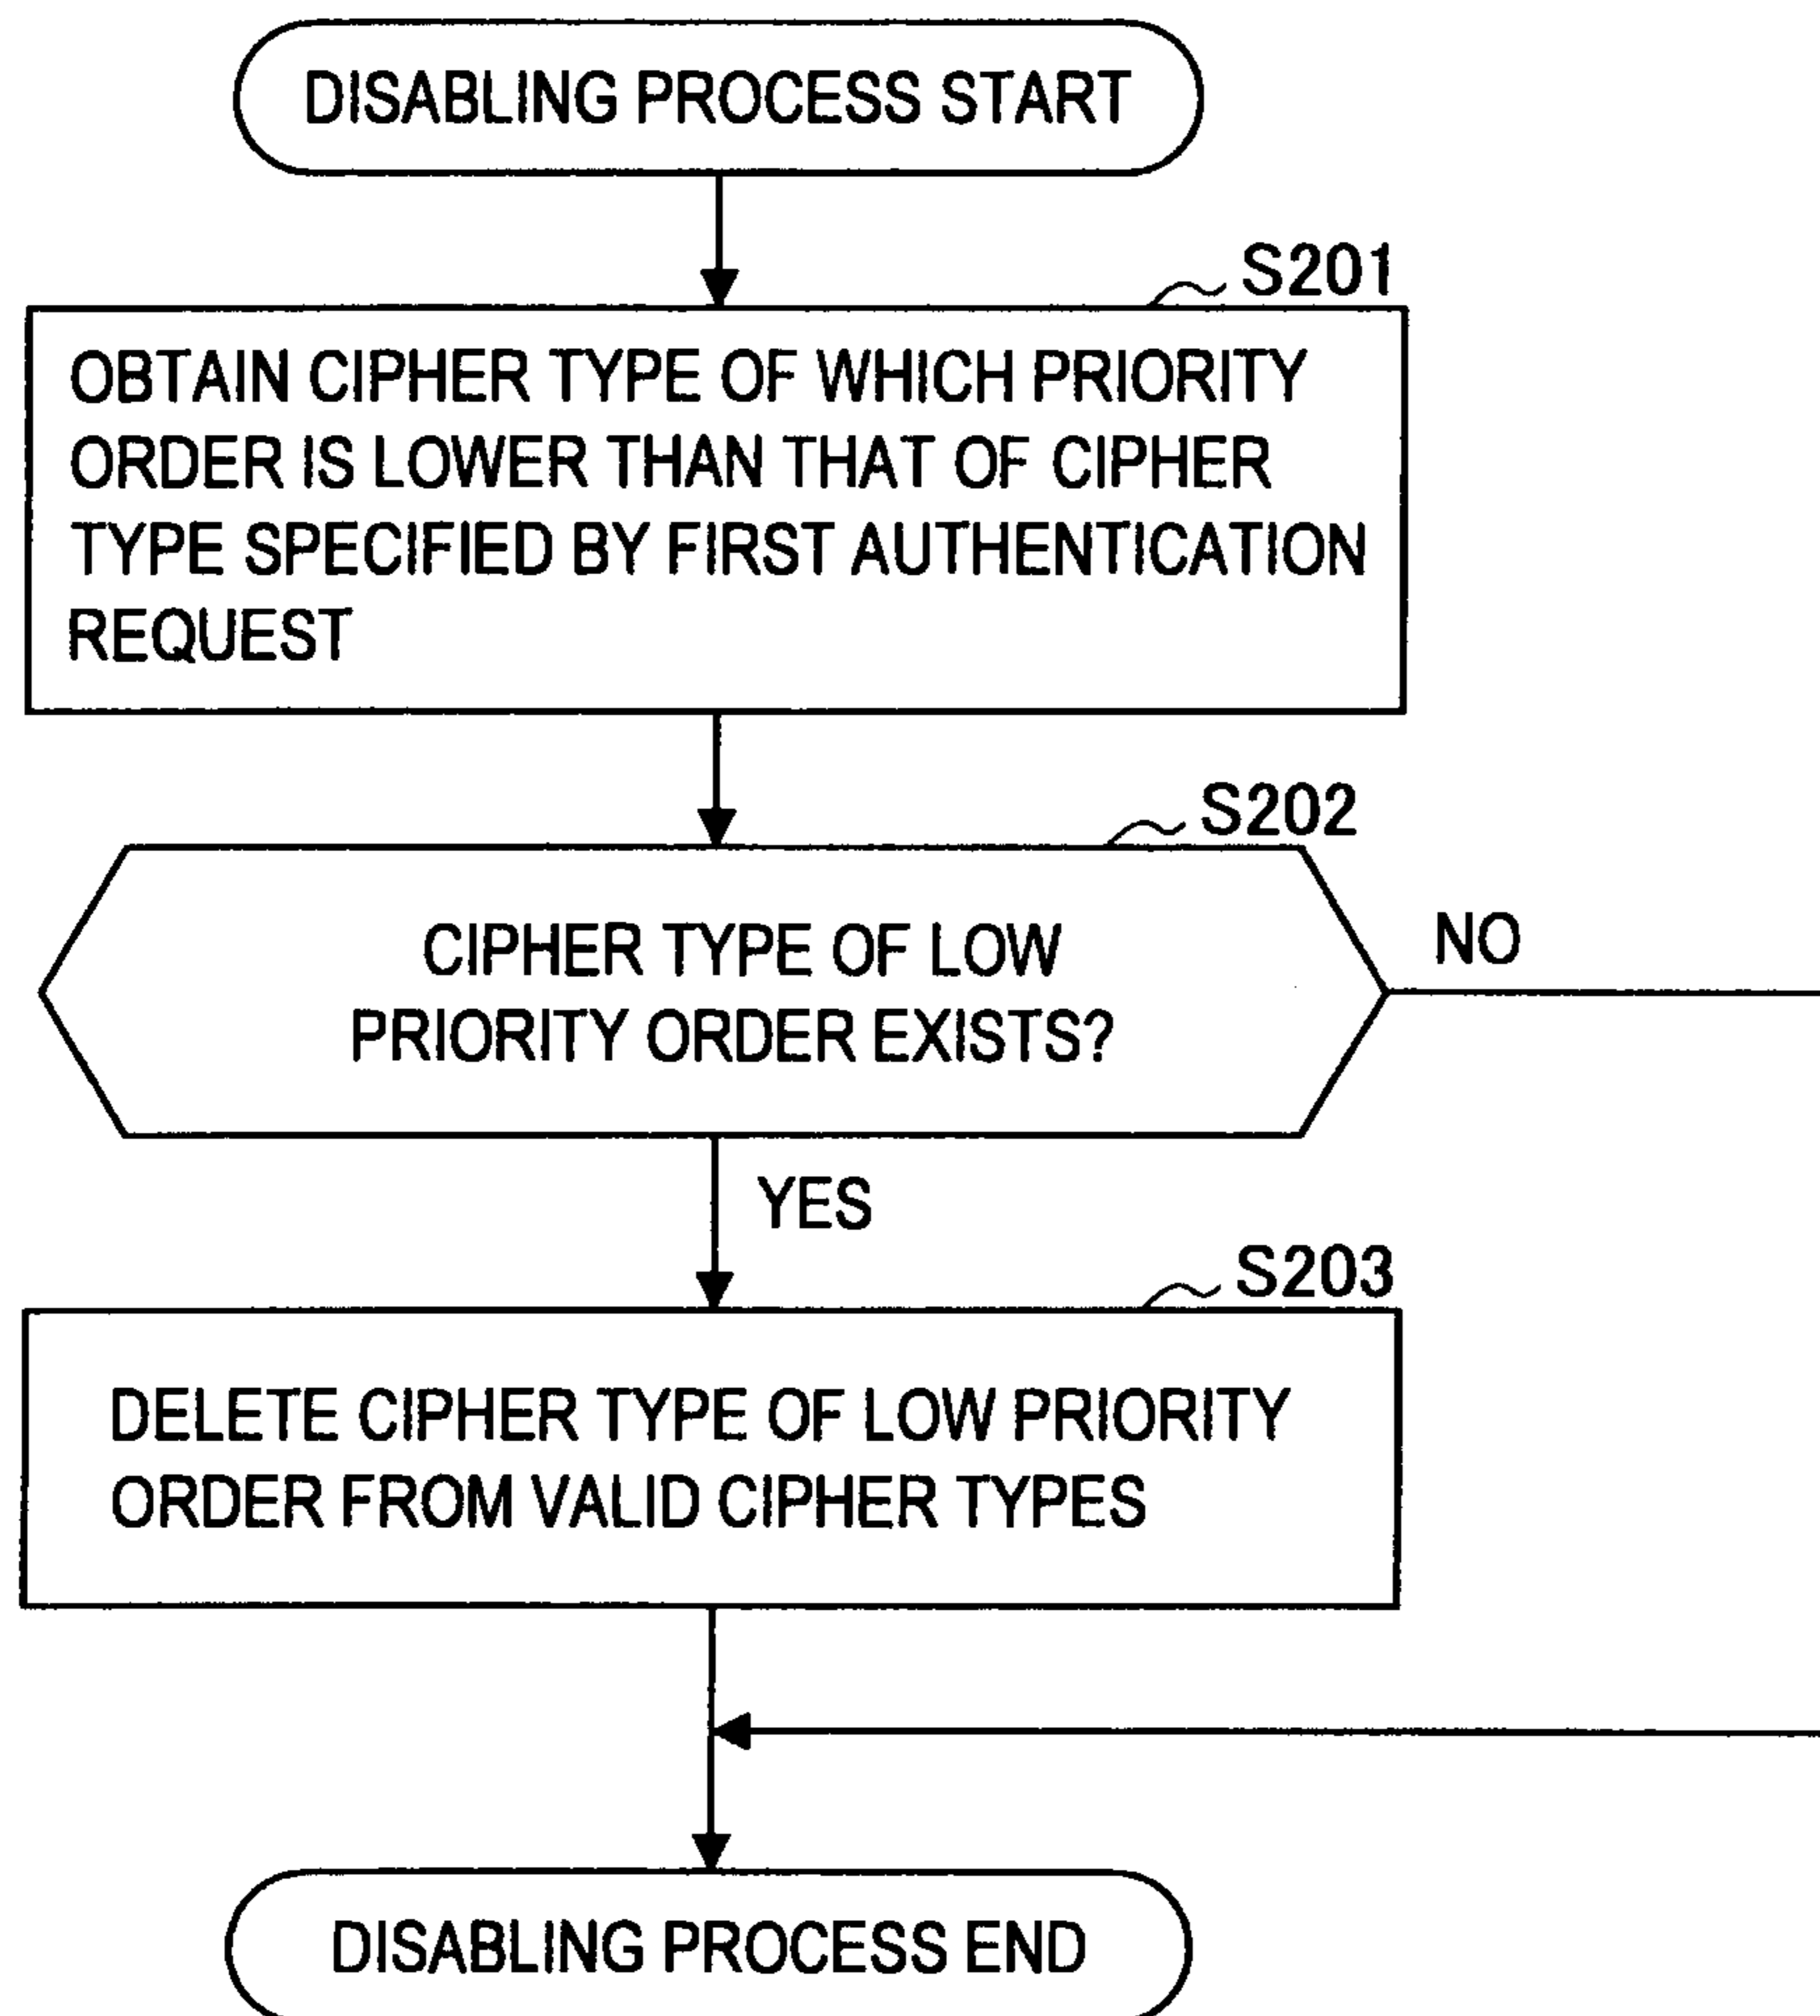 DISABLING PROCESS START
S201
OBTAIN CIPHER TYPE OF WHICH PRIORITY
ORDER IS LOWER THAN THAT OF CIPHER
TYPE SPECIFIED BY FIRST AUTHENTICATION
REQUEST
S202
CIPHER TYPE OF LOW
PRIORITY ORDER EXISTS?
NO
YES
S203
DELETE CIPHER TYPE OF LOW PRIORITY
ORDER FROM VALID CIPHER TYPES
DISABLING PROCESS END